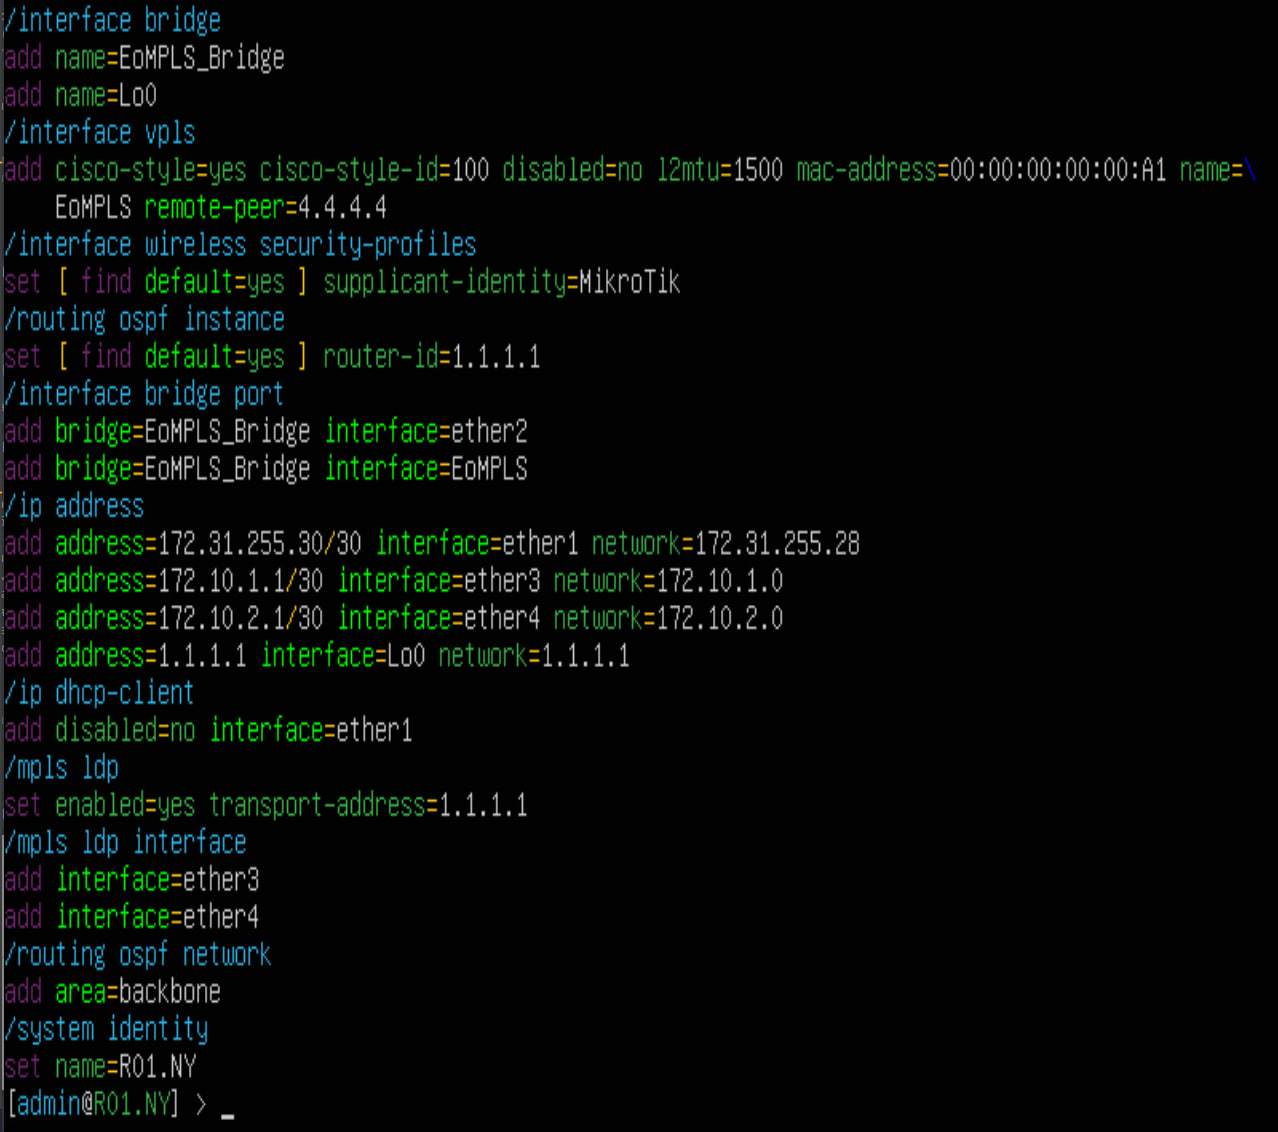 /interface bridge
add name=EoMPLS_Bridge
add name=Lo0
/interface vpls
add cisco-style=yes cisco-style-id=100 disabled=no l2mtu=1500 mac-address=00:00:00:00:00:A1 name=\
EoMPLS remote-peer=4.4.4.4
/interface wireless security-profiles
set [ find default=yes ] supplicant-identity=MikroTik
/routing ospf instance
set [ find default=yes ] router-id=1.1.1.1
/interface bridge port
add bridge=EoMPLS_Bridge interface=ether2
add bridge=EoMPLS_Bridge interface=EoMPLS
/ip address
add address=172.31.255.30/30 interface=ether1 network=172.31.255.28
add address=172.10.1.1/30 interface=ether3 network=172.10.1.0
add address=172.10.2.1/30 interface=ether4 network=172.10.2.0
add address=1.1.1.1 interface=Lo0 network=1.1.1.1
/ip dhcp-client
add disabled=no interface=ether1
/mpls ldp
set enabled=yes transport-address=1.1.1.1
/mpls ldp interface
add interface=ether3
add interface=ether4
/routing ospf network
add area=backbone
/system identity
set name=R01.NY
[admin@R01.NY] > _